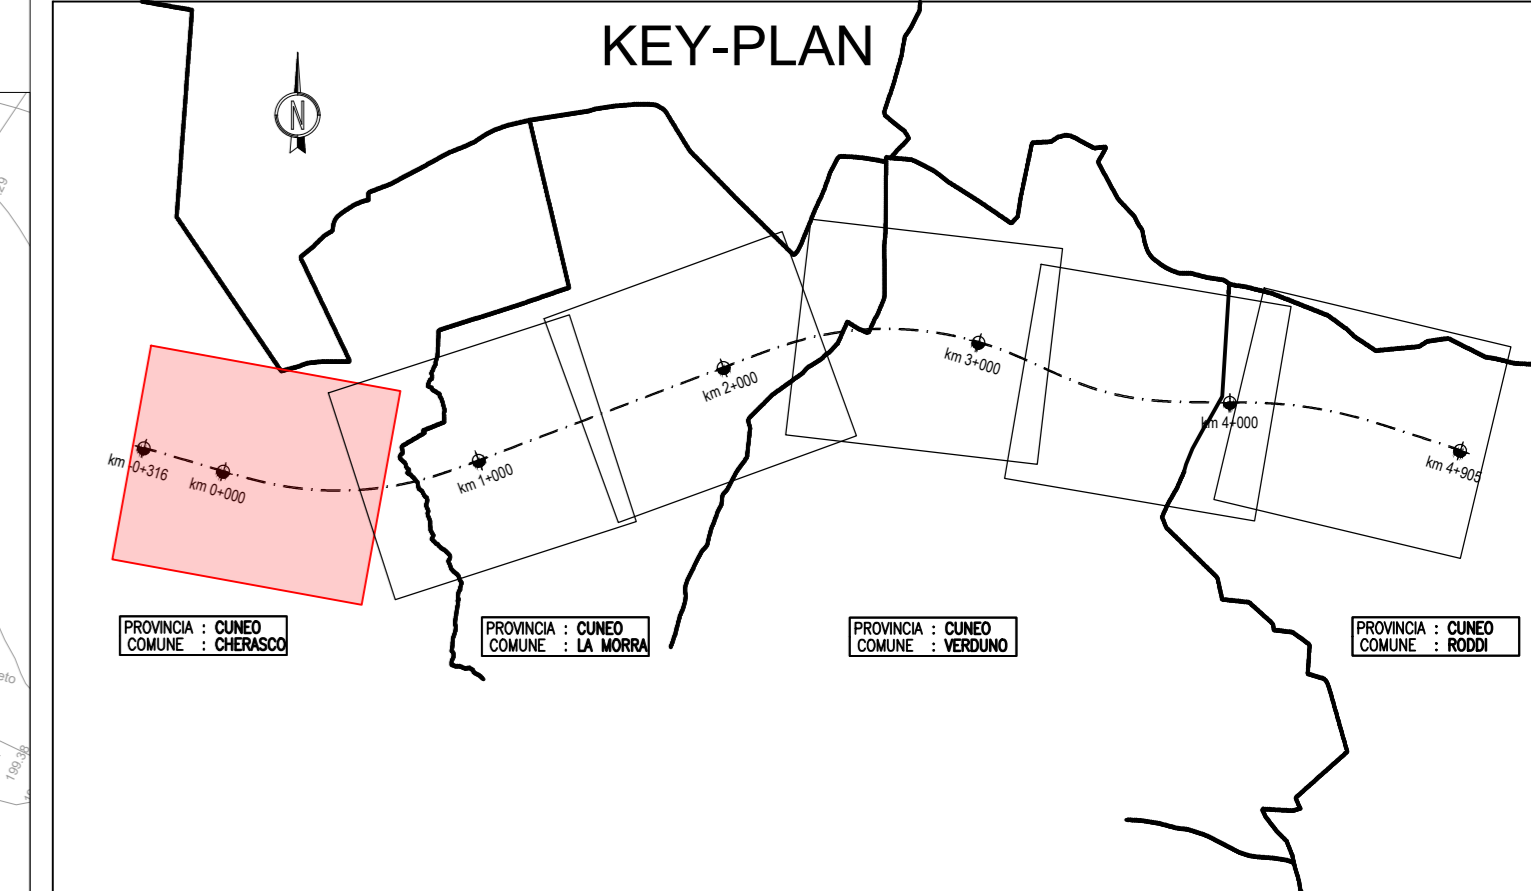 KEY-PLAN
N
km -0+316
km 0+000
km 1+000
km 2+000
km 3+000
km 4+000
km 4+905
PROVINCIA : CUNEO
COMUNE : CHERASCO
PROVINCIA : CUNEO
COMUNE : LA MORRA
PROVINCIA : CUNEO
COMUNE : VERDUNO
PROVINCIA : CUNEO
COMUNE : RODDI
199.38